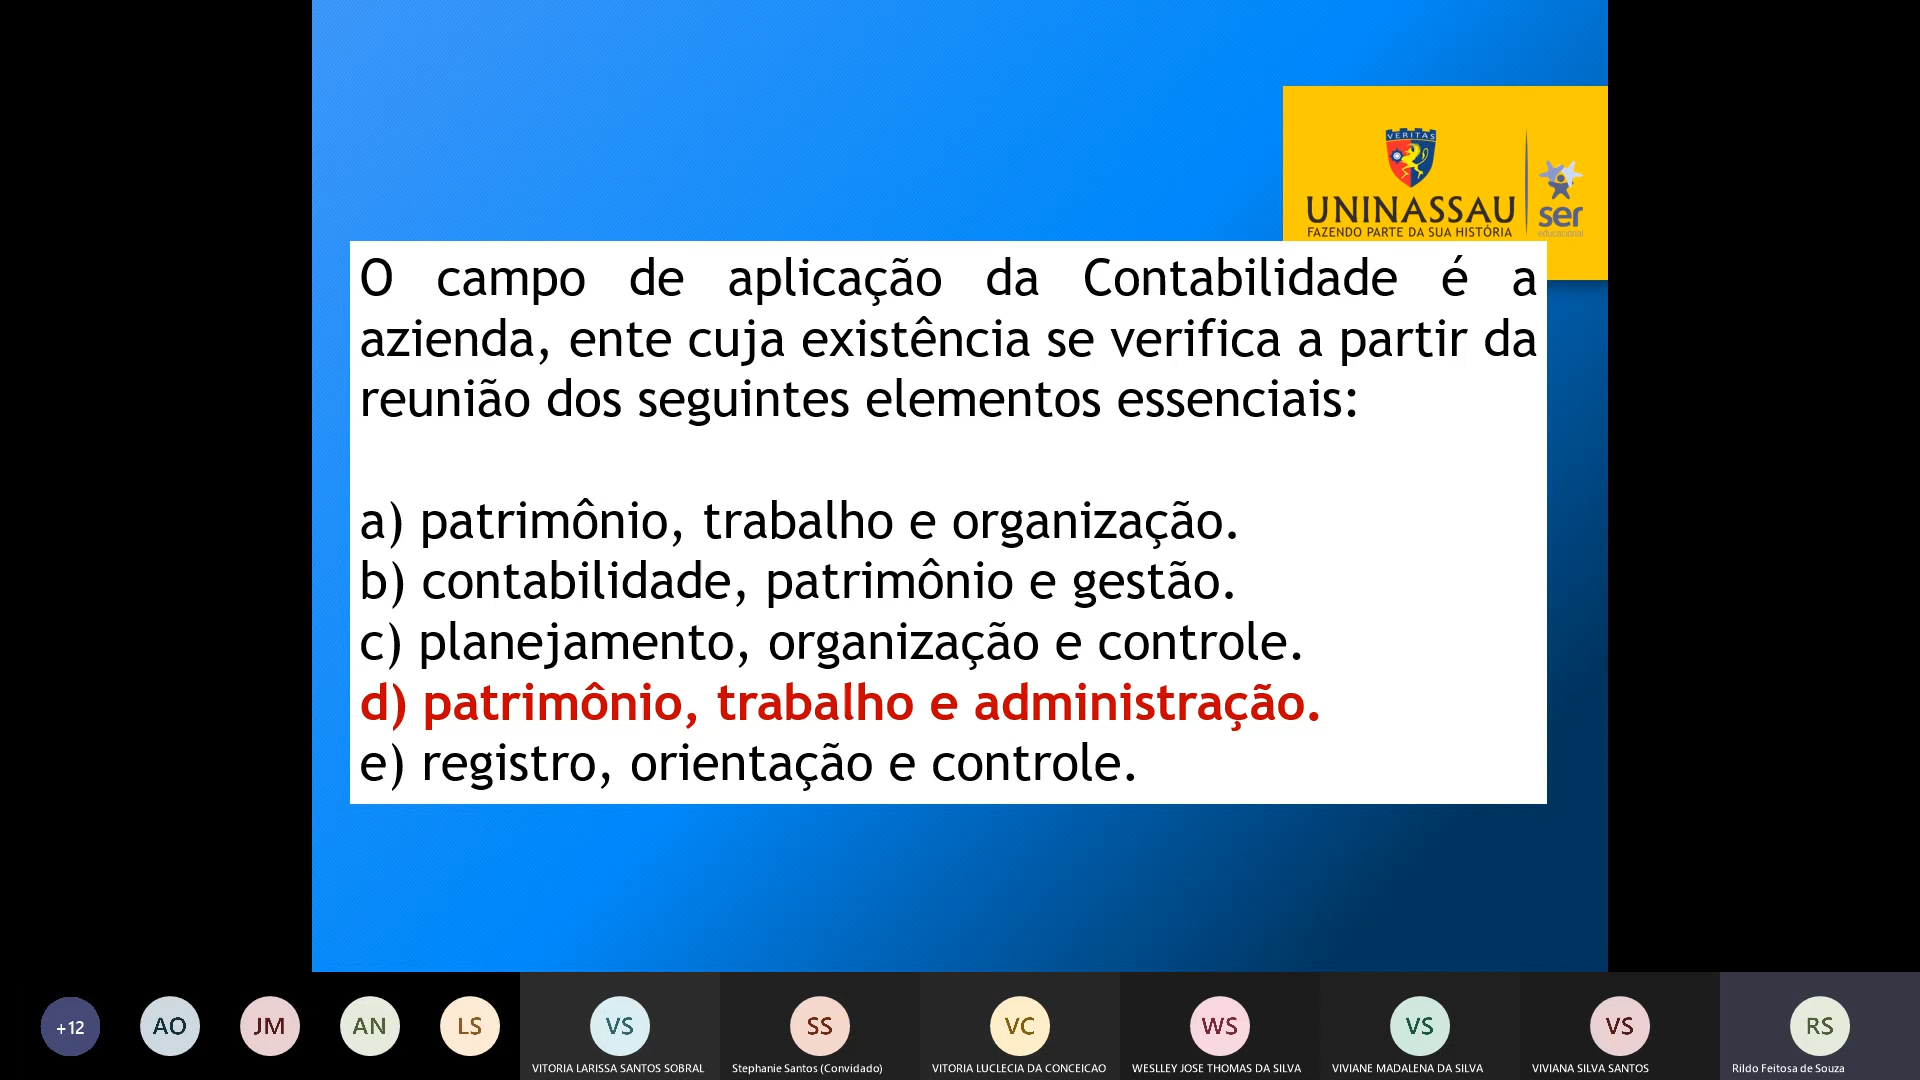 VERITAS
UNINASSAU
FAZENDO PARTE DA SUA HISTÓRIA
ser
educacional
O campo de aplicação da Contabilidade é a
azienda, ente cuja existência se verifica a partir da
reunião dos seguintes elementos essenciais:
a) patrimônio, trabalho e organização.
b) contabilidade, patrimônio e gestão.
c) planejamento, organização e controle.
d) patrimônio, trabalho e administração.
e) registro, orientação e controle.
+12
AO
JM
AN
LS
VS
SS
VC
WS
VS
VS
RS
VITORIA LARISSA SANTOS SOBRAL
Stephanie Santos (Convidado)
VITORIA LUCLECIA DA CONCEICAO
WESLLEY JOSE THOMAS DA SILVA
VIVIANE MADALENA DA SILVA
VIVIANA SILVA SANTOS
Rildo Feitosa de Souza